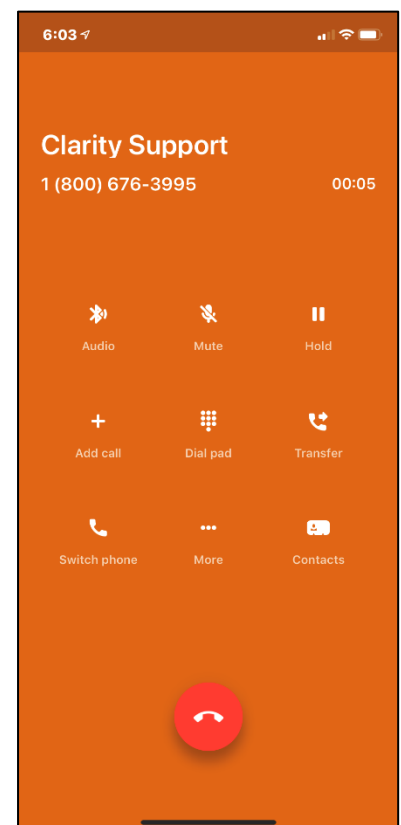 6:03
Clarity Support
1 (800) 676-3995 00:05
Audio Mute Hold
Add call Dial pad Transfer
Switch phone More Contacts